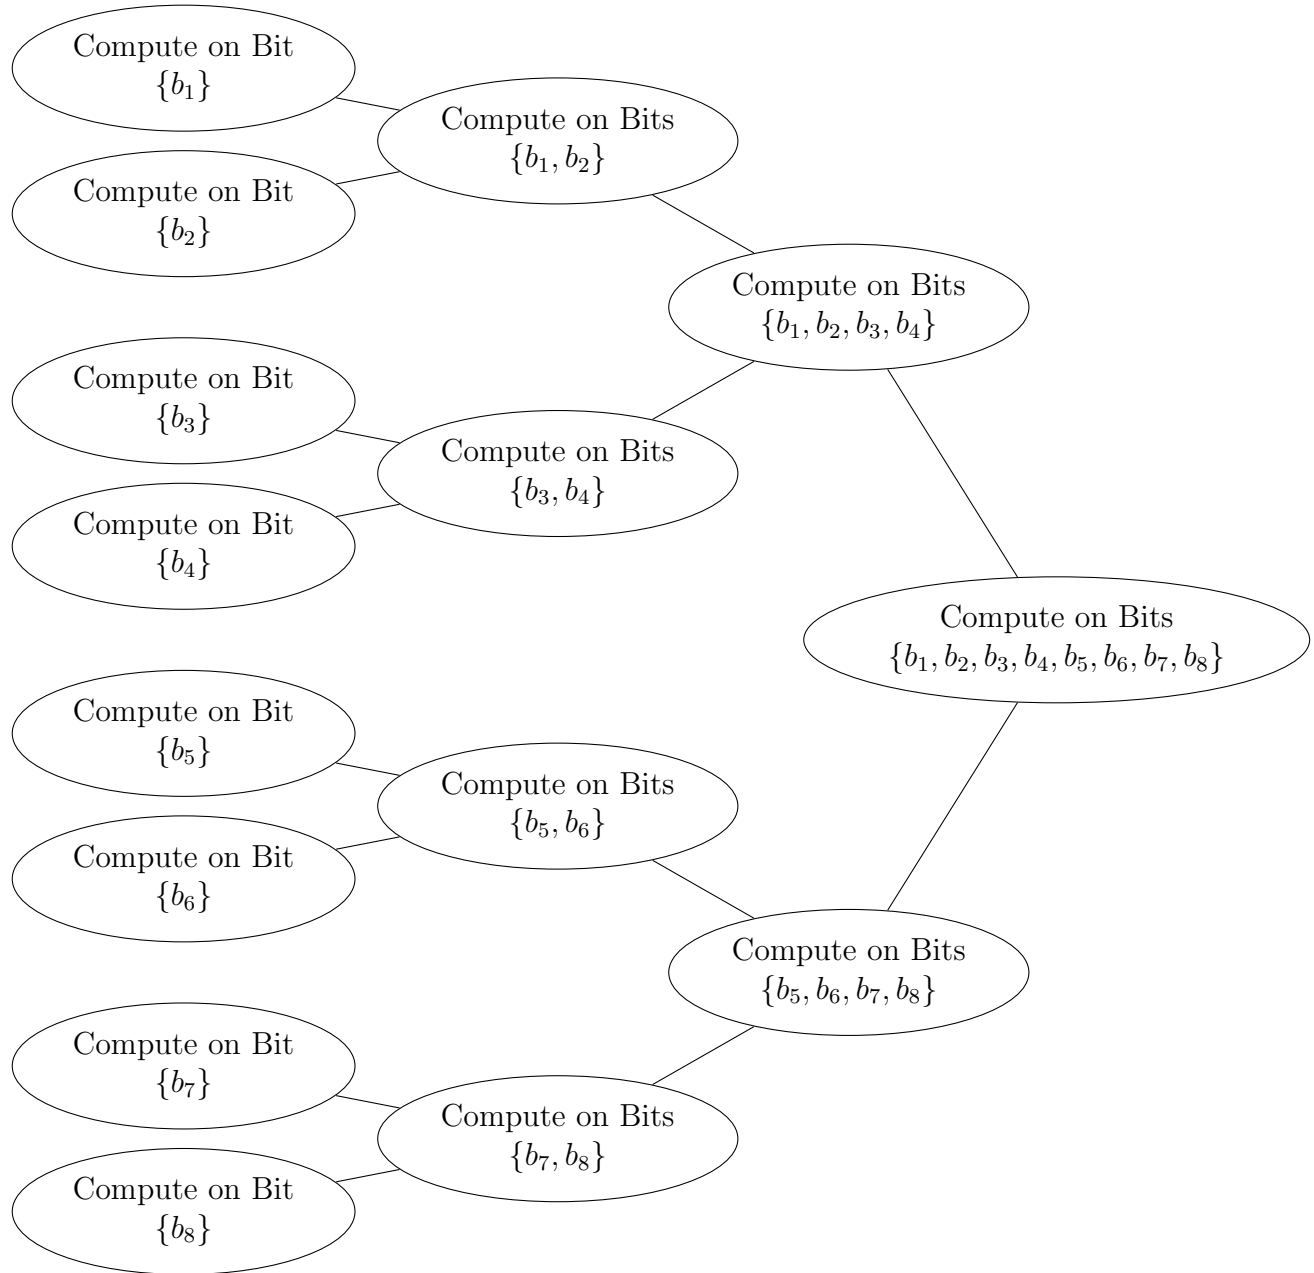 Compute on Bit
{b₁}
Compute on Bits
{b₁, b₂}
Compute on Bit
{b₂}
Compute on Bits
{b₁, b₂, b₃, b₄}
Compute on Bit
{b₃}
Compute on Bits
{b₃, b₄}
Compute on Bit
{b₄}
Compute on Bits
{b₁, b₂, b₃, b₄, b₅, b₆, b₇, b₈}
Compute on Bit
{b₅}
Compute on Bits
{b₅, b₆}
Compute on Bit
{b₆}
Compute on Bits
{b₅, b₆, b₇, b₈}
Compute on Bit
{b₇}
Compute on Bits
{b₇, b₈}
Compute on Bit
{b₈}